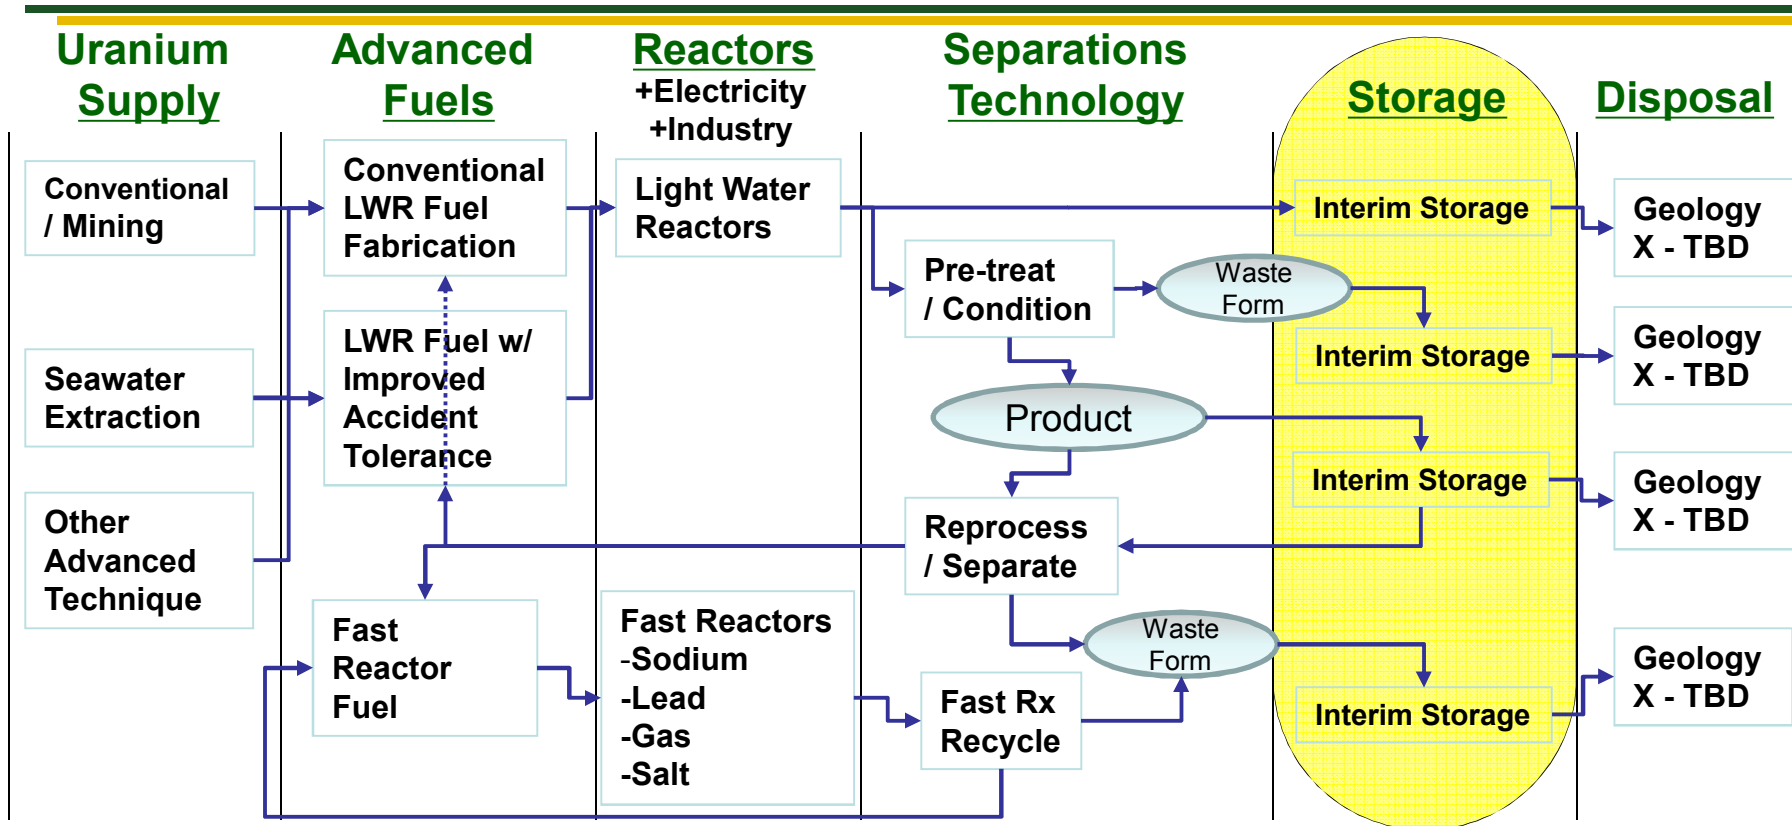 Uranium
Supply
Advanced
Fuels
Reactors
+Electricity
+Industry
Separations
Technology
Storage
Disposal
Conventional
/ Mining
Seawater
Extraction
Other
Advanced
Technique
Conventional
LWR Fuel
Fabrication
LWR Fuel w/
Improved
Accident
Tolerance
Fast
Reactor
Fuel
Light Water
Reactors
Fast Reactors
-Sodium
-Lead
-Gas
-Salt
Pre-treat
/ Condition
Waste
Form
Product
Reprocess
/ Separate
Waste
Form
Fast Rx
Recycle
Interim Storage
Interim Storage
Interim Storage
Interim Storage
Geology
X - TBD
Geology
X - TBD
Geology
X - TBD
Geology
X - TBD